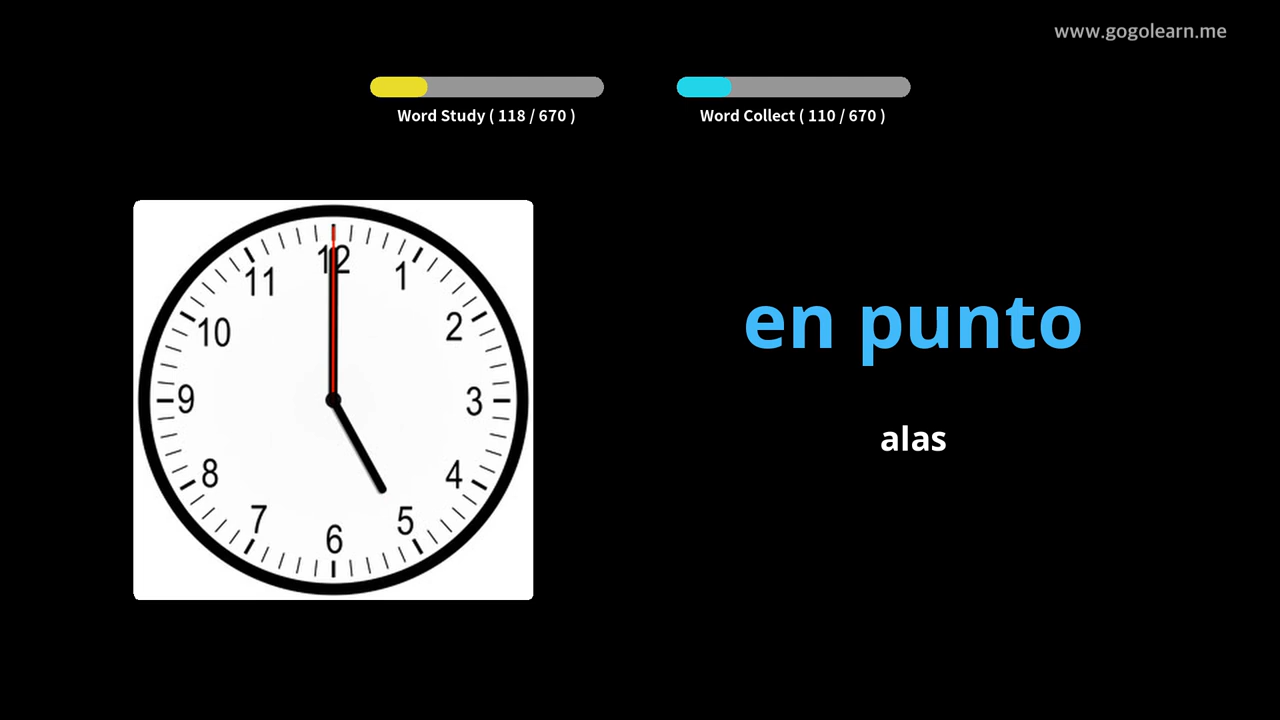 www.gogolearn.me
Word Study ( 118 / 670 )
Word Collect ( 110 / 670 )
12
11
1
10
2
9
3
8
4
7
5
6
en punto
alas